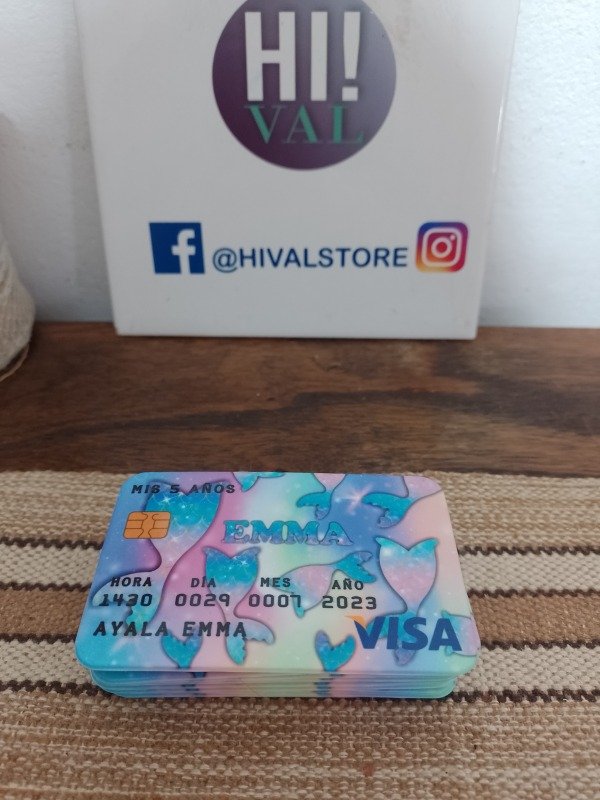 HI!
VAL
@HIVALSTORE
MIS 5 AÑOS
EMMA
HORA DIA MES AÑO
1430 0029 0007 2023
AYALA EMMA
VISA